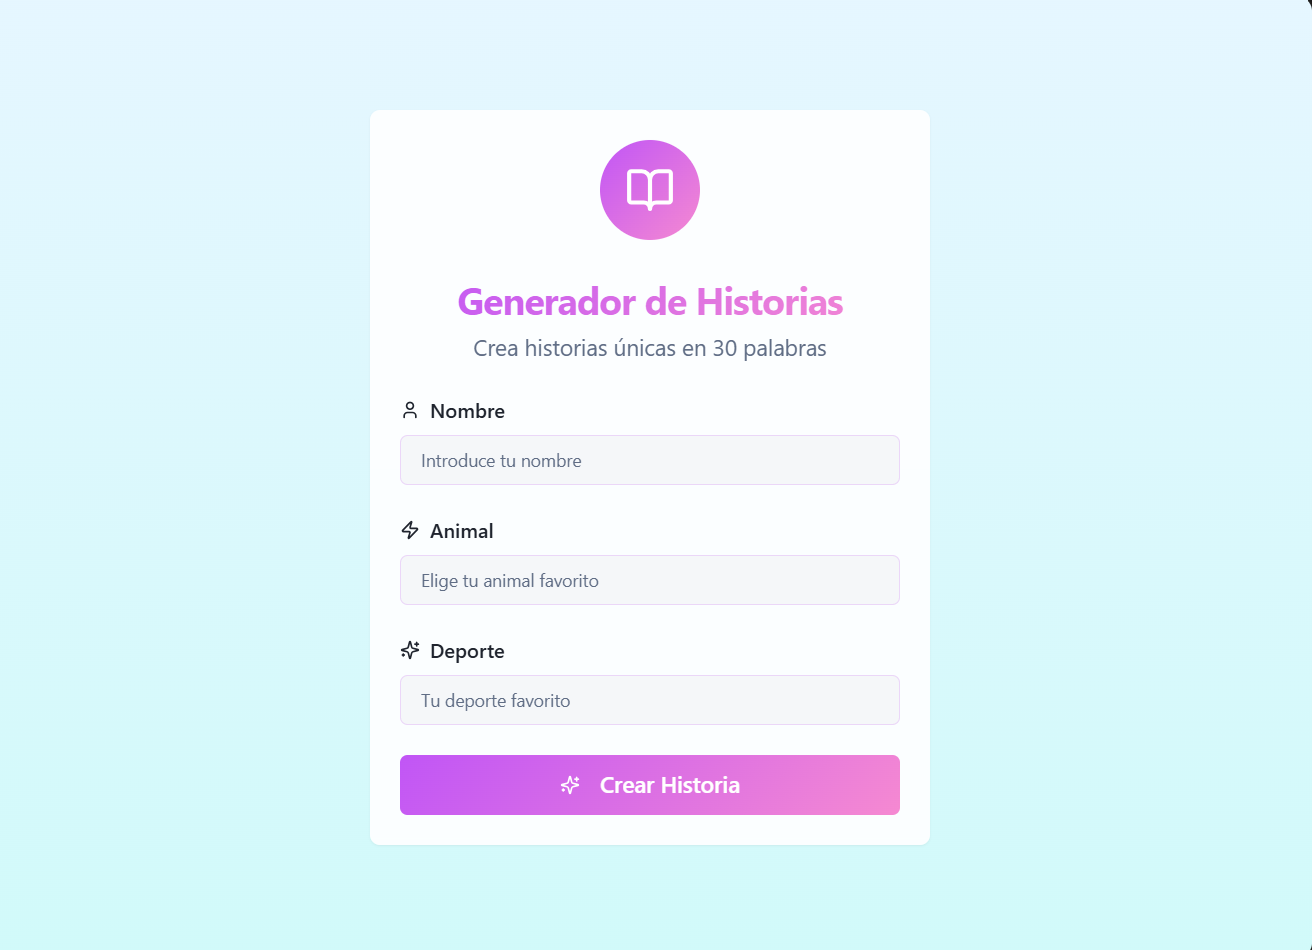 Generador de Historias
Crea historias únicas en 30 palabras
Nombre
Introduce tu nombre
Animal
Elige tu animal favorito
Deporte
Tu deporte favorito
Crear Historia